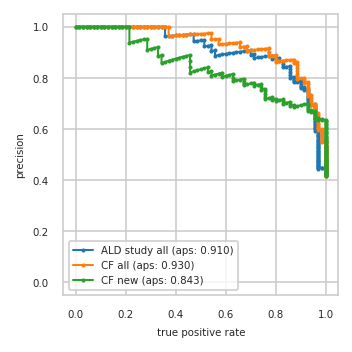 1.0
0.8
0.6
0.4
0.2
0.0
precision
ALD study all (aps: 0.910)
CF all (aps: 0.930)
CF new (aps: 0.843)
0.0 0.2 0.4 0.6 0.8 1.0
true positive rate